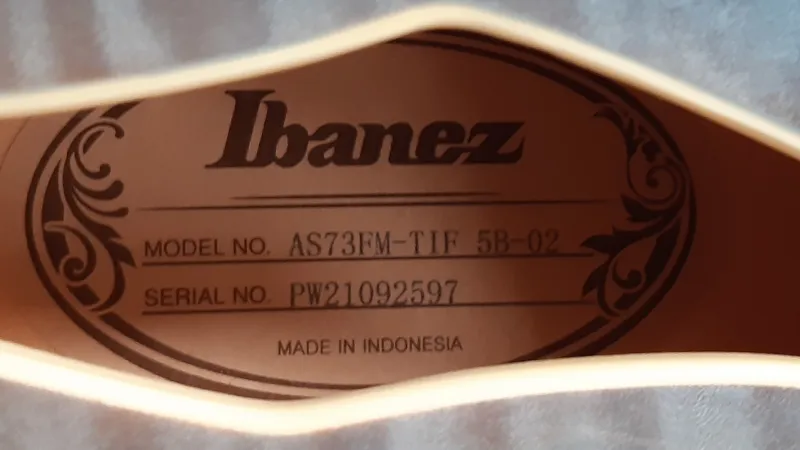 Ibanez
MODEL NO. AS73FM-TIF 5B-02
SERIAL NO. PW21092597
MADE IN INDONESIA